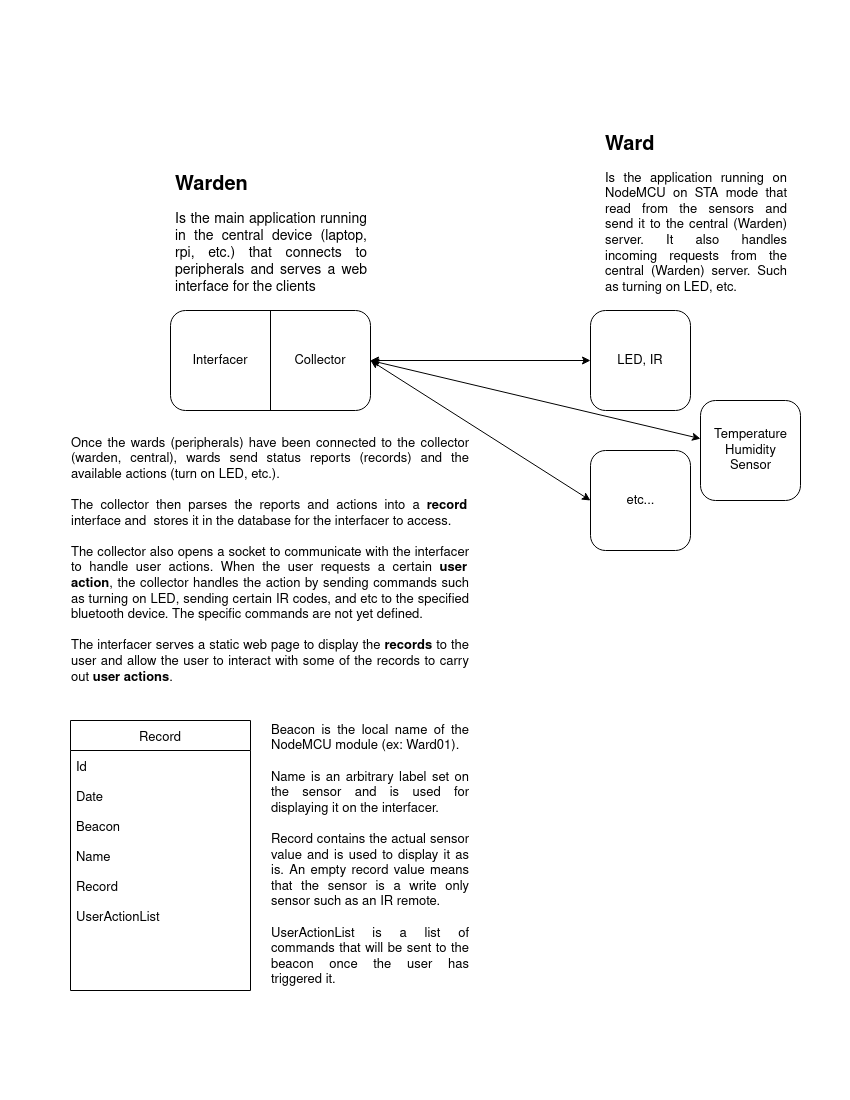 Ward
Is the application running on
NodeMCU on STA mode that
read from the sensors and
send it to the central (Warden)
server. It also handles
incoming requests from the
central (Warden) server. Such
as turning on LED, etc.
Warden
Is the main application running
in the central device (laptop,
rpi, etc.) that connects to
peripherals and serves a web
interface for the clients
Interfacer
Collector
LED, IR
Temperature
Humidity
Sensor
etc...
Once the wards (peripherals) have been connected to the collector
(warden, central), wards send status reports (records) and the
available actions (turn on LED, etc.).
The collector then parses the reports and actions into a record
interface and stores it in the database for the interfacer to access.
The collector also opens a socket to communicate with the interfacer
to handle user actions. When the user requests a certain user
action, the collector handles the action by sending commands such
as turning on LED, sending certain IR codes, and etc to the specified
bluetooth device. The specific commands are not yet defined.
The interfacer serves a static web page to display the records to the
user and allow the user to interact with some of the records to carry
out user actions.
Record
Id
Date
Beacon
Name
Record
UserActionList
Beacon is the local name of the
NodeMCU module (ex: Ward01).
Name is an arbitrary label set on
the sensor and is used for
displaying it on the interfacer.
Record contains the actual sensor
value and is used to display it as
is. An empty record value means
that the sensor is a write only
sensor such as an IR remote.
UserActionList is a list of
commands that will be sent to the
beacon once the user has
triggered it.